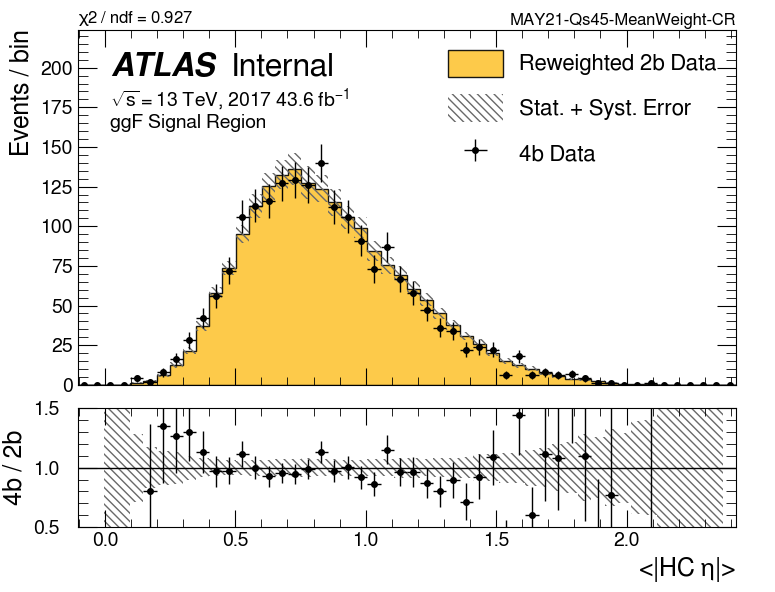 χ2 / ndf = 0.927
MAY21-Qs45-MeanWeight-CR
Events / bin
ATLAS Internal
√s = 13 TeV, 2017 43.6 fb−1
ggF Signal Region
Reweighted 2b Data
Stat. + Syst. Error
4b Data
200
175
150
125
100
75
50
25
0
4b / 2b
1.5
1.0
0.5
0.0 0.5 1.0 1.5 2.0
<|HC η|>